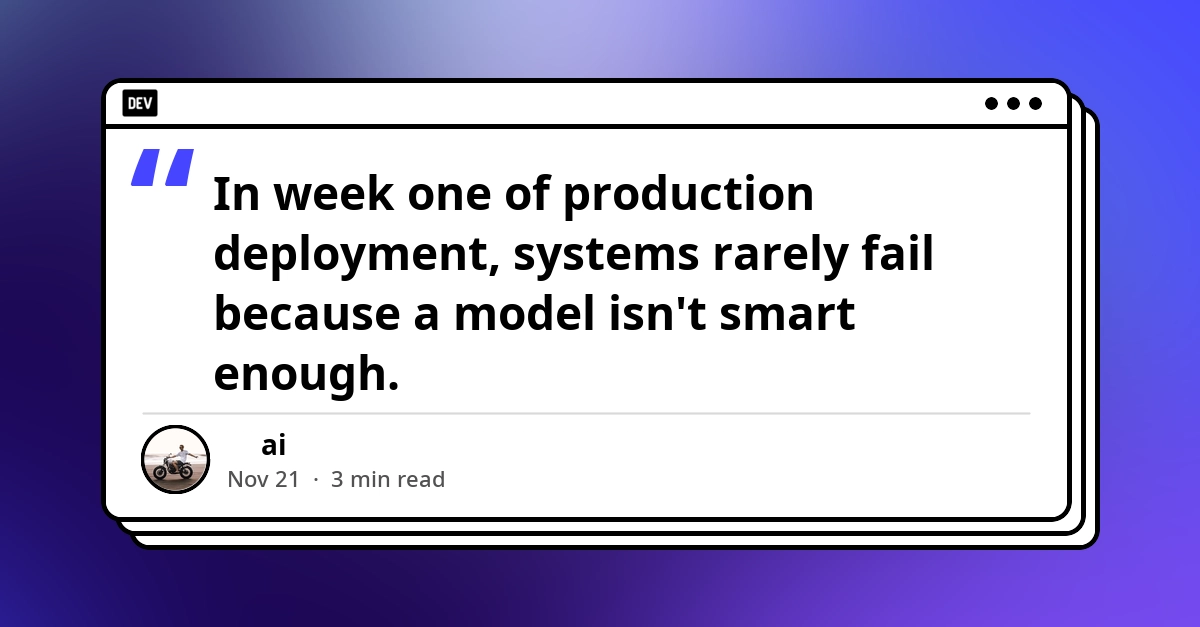 DEV
“ In week one of production
deployment, systems rarely fail
because a model isn't smart
enough.
ai
Nov 21 · 3 min read